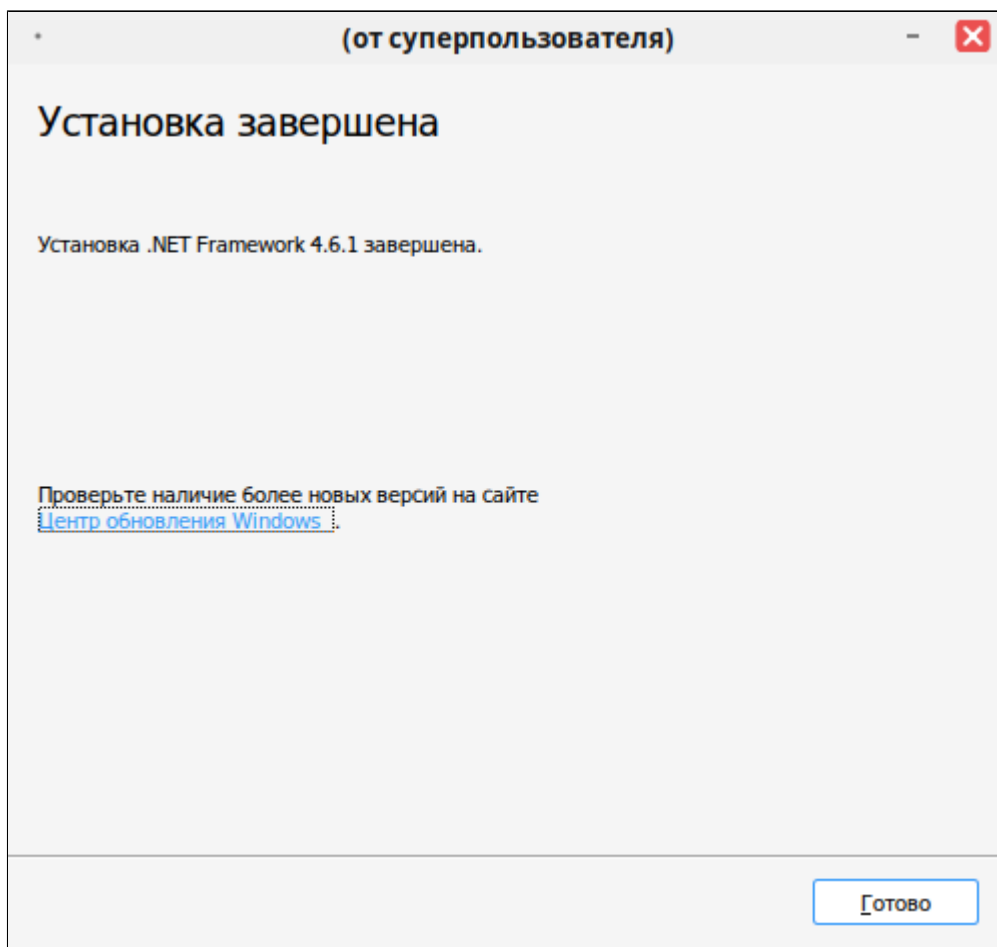 (от суперпользователя)
Установка завершена
Установка .NET Framework 4.6.1 завершена.
Проверьте наличие более новых версий на сайте
Центр обновления Windows .
Готово